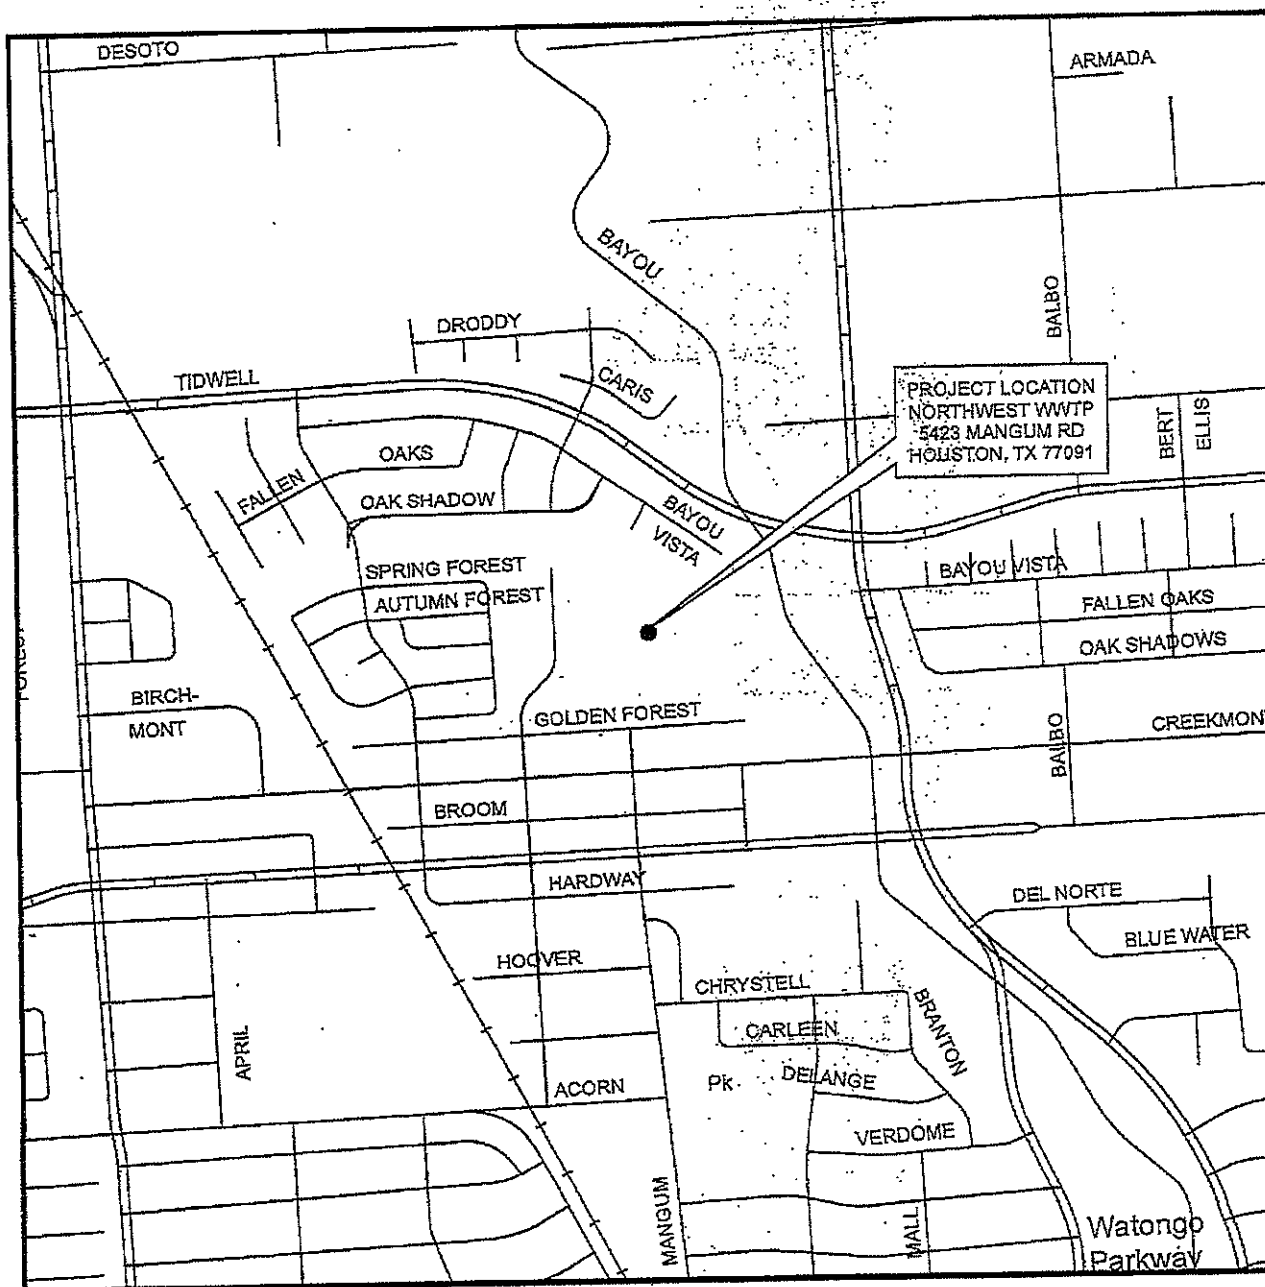 DESOTO
ARMADA
BAYOU
BALBO
DRODDY
TIDWELL
CARIS
PROJECT LOCATION
NORTHWEST WWTP
5423 MANGUM RD
HOUSTON, TX 77091
BERT
ELLIS
OAKS
FALLEN
OAK SHADOW
BAYOU
VISTA
SPRING FOREST
BAYOU VISTA
AUTUMN FOREST
FALLEN OAKS
OAK SHADOWS
BIRCH-
MONT
GOLDEN FOREST
CREEKMONT
BALBO
BROOM
HARDWAY
DEL NORTE
BLUE WATER
HOOVER
CHRYSTELL
BRANTON
CARLEEN
APRIL
ACORN
Pk
DELANGE
VERDOME
MANGUM
MALL
Watongo
Parkway